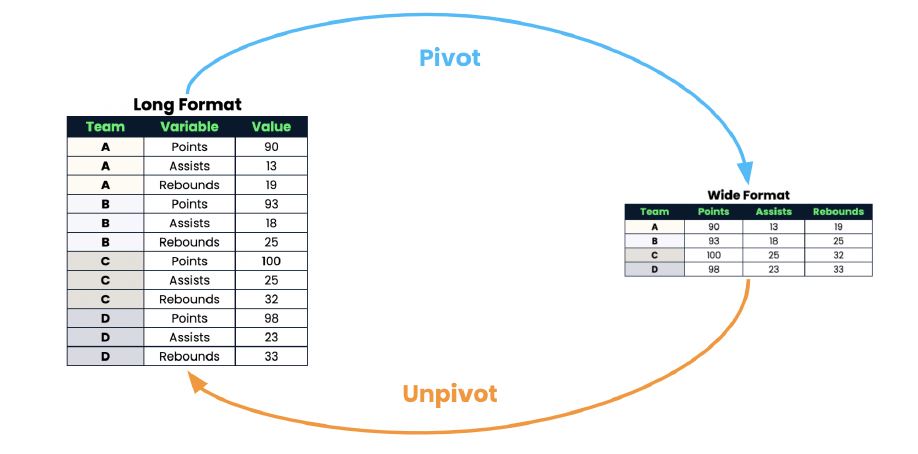 Pivot
Long Format
Team Variable Value
A Points 90
A Assists 13
A Rebounds 19
B Points 93
B Assists 18
B Rebounds 25
C Points 100
C Assists 25
C Rebounds 32
D Points 98
D Assists 23
D Rebounds 33
Wide Format
Team Points Assists Rebounds
A 90 13 19
B 93 18 25
C 100 25 32
D 98 23 33
Unpivot